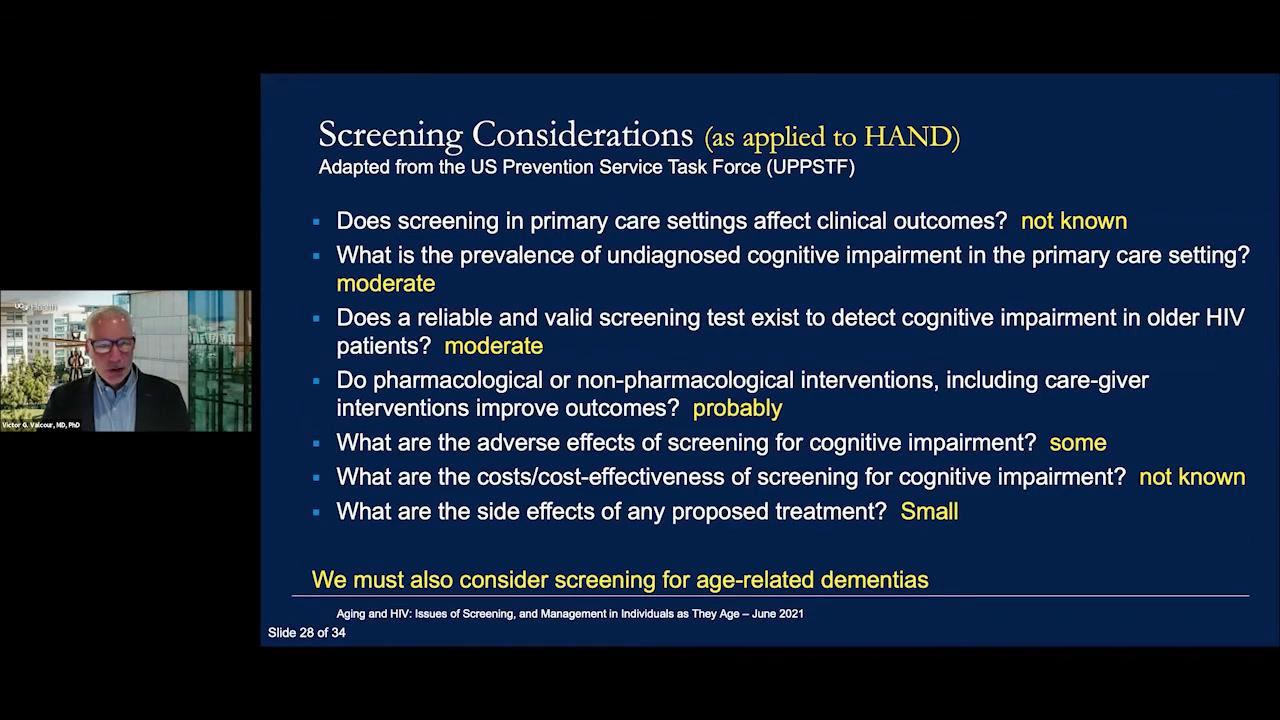 Screening Considerations (as applied to HAND)
Adapted from the US Prevention Service Task Force (UPPSTF)
▪ Does screening in primary care settings affect clinical outcomes? not known
▪ What is the prevalence of undiagnosed cognitive impairment in the primary care setting?
moderate
▪ Does a reliable and valid screening test exist to detect cognitive impairment in older HIV
patients? moderate
▪ Do pharmacological or non-pharmacological interventions, including care-giver
interventions improve outcomes? probably
▪ What are the adverse effects of screening for cognitive impairment? some
▪ What are the costs/cost-effectiveness of screening for cognitive impairment? not known
▪ What are the side effects of any proposed treatment? Small
We must also consider screening for age-related dementias
Aging and HIV: Issues of Screening, and Management in Individuals as They Age – June 2021
Slide 28 of 34
Victor G. Valcour, MD, PhD